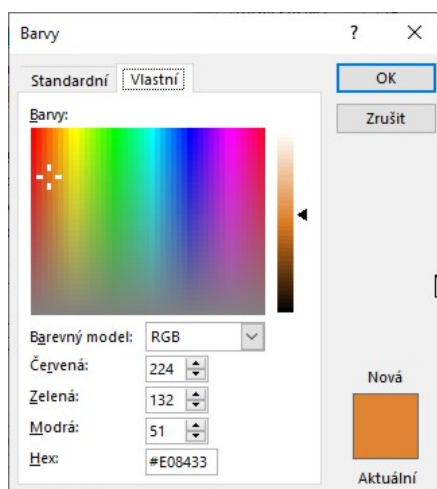 Barvy ? ×
Standardní Vlastní
OK
Zrušit
Barvy:
Barevný model: RGB
Červená: 224
Zelená: 132
Modrá: 51
Hex: #E08433
Nová
Aktuální